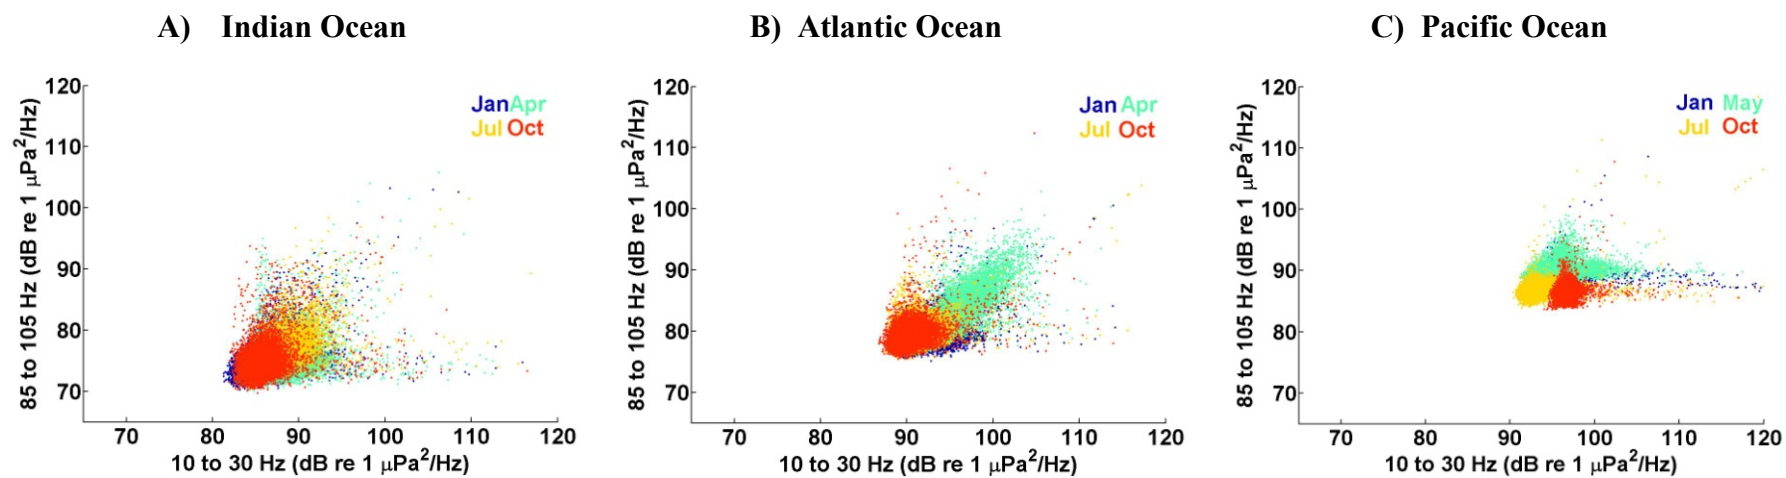 A) Indian Ocean
120
110
100
90
80
70
85 to 105 Hz (dB re 1 μPa²/Hz)
Jan Apr
Jul Oct
70 80 90 100 110 120
10 to 30 Hz (dB re 1 μPa²/Hz)
B) Atlantic Ocean
120
110
100
90
80
70
85 to 105 Hz (dB re 1 μPa²/Hz)
Jan Apr
Jul Oct
70 80 90 100 110 120
10 to 30 Hz (dB re 1 μPa²/Hz)
C) Pacific Ocean
120
110
100
90
80
70
85 to 105 Hz (dB re 1 μPa²/Hz)
Jan May
Jul Oct
70 80 90 100 110 120
10 to 30 Hz (dB re 1 μPa²/Hz)